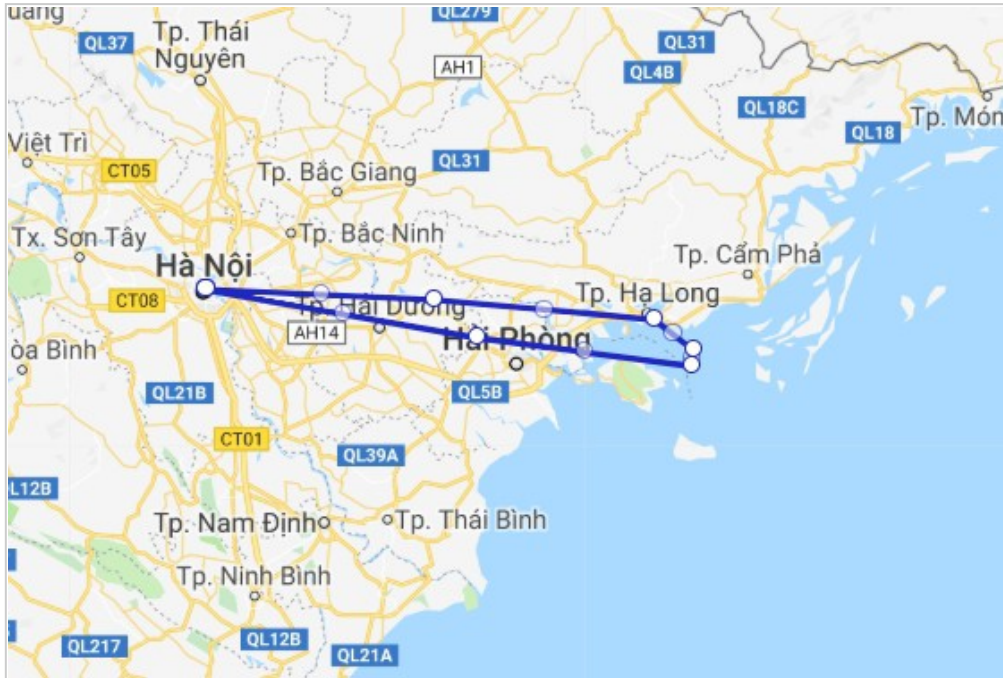 QL279
QL37
Tp. Thái
Nguyên
AH1
QL31
QL4B
QL18C
QL18
Tp. Món
Việt Trì
CT05
QL31
Tp. Bắc Giang
Tx. Sơn Tây
Tp. Bắc Ninh
Tp. Cẩm Phả
Hà Nội
CT08
Tp. Hải Dương
Tp. Hạ Long
AH14
Hải Phòng
òa Bình
QL21B
QL5B
CT01
QL39A
QL12B
Tp. Nam Định
Tp. Thái Bình
Tp. Ninh Bình
QL217
QL12B
QL21A